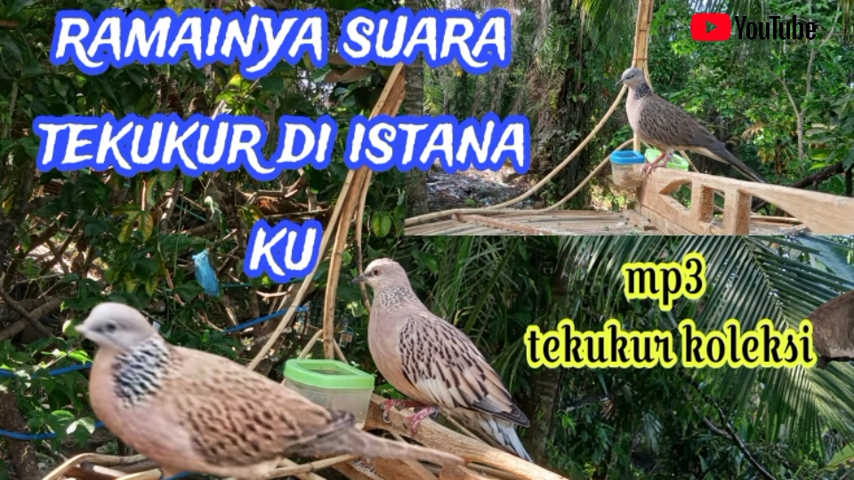 RAMAINYA SUARA
TEKUKUR DI ISTANA
KU
YouTube
mp3
tekukur koleksi